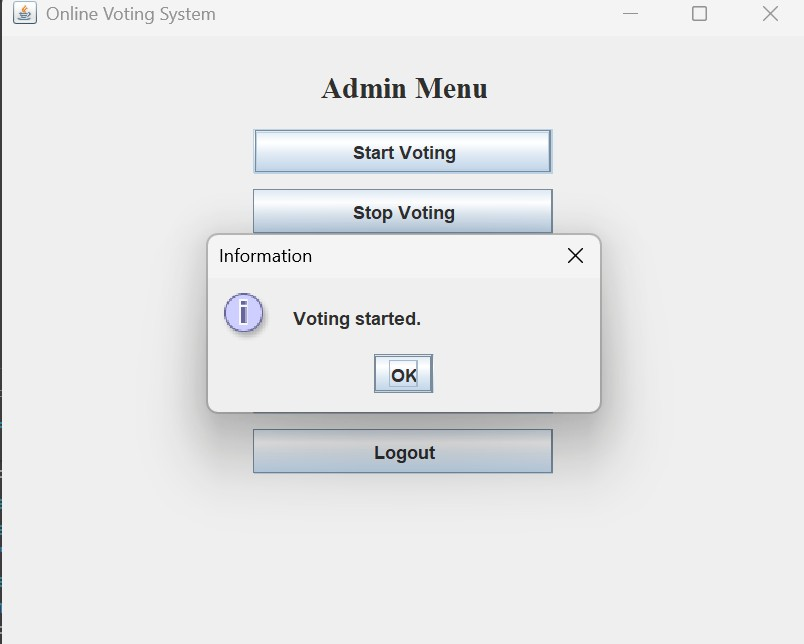 Online Voting System
Admin Menu
Start Voting
Stop Voting
Information
Voting started.
OK
Logout